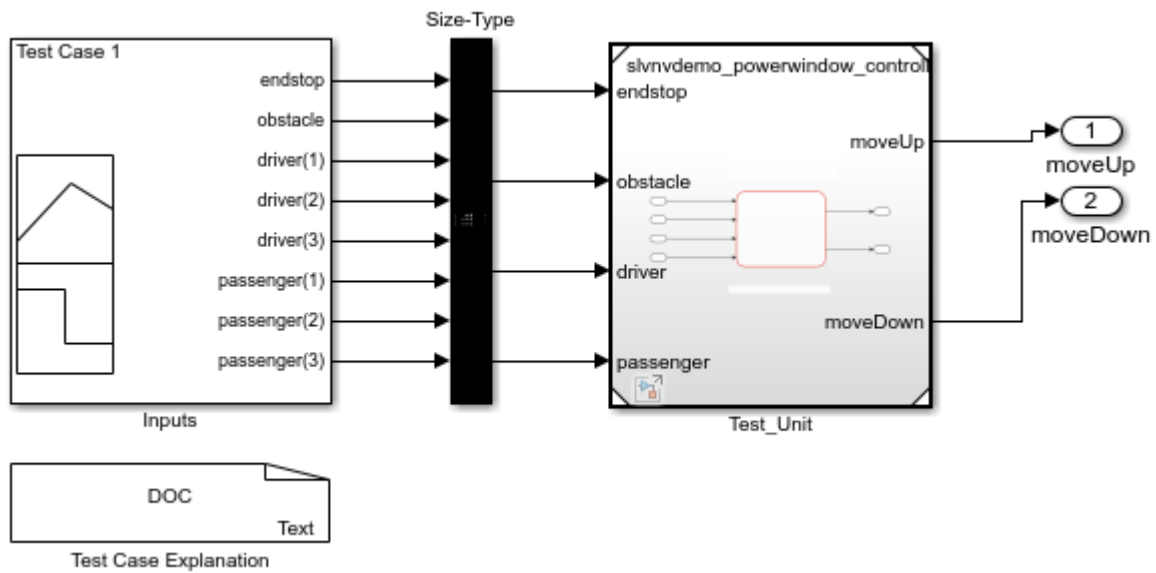 Size-Type
Test Case 1
endstop
obstacle
driver(1)
driver(2)
driver(3)
passenger(1)
passenger(2)
passenger(3)
Inputs
slvnvdemo_powerwindow_controll
endstop
obstacle
driver
passenger
moveUp
moveDown
Test_Unit
1
moveUp
2
moveDown
DOC
Text
Test Case Explanation